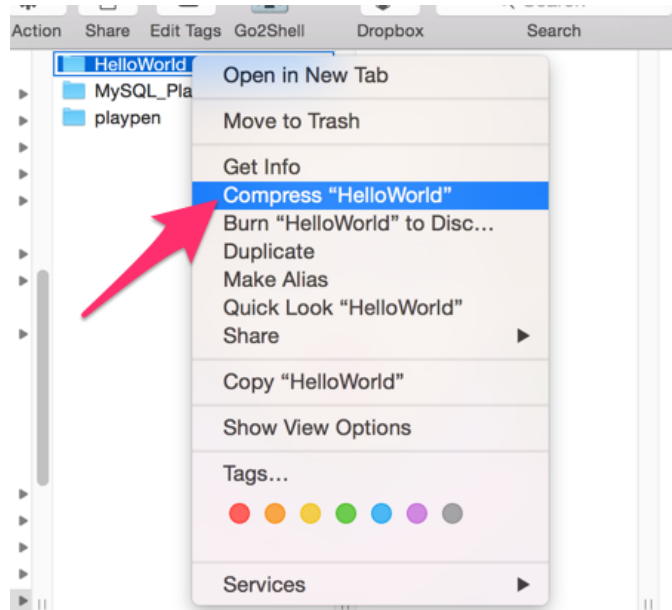 Action Share Edit Tags Go2Shell Dropbox Search
HelloWorld
MySQL_Pla
playpen
Open in New Tab
Move to Trash
Get Info
Compress “HelloWorld”
Burn “HelloWorld” to Disc...
Duplicate
Make Alias
Quick Look “HelloWorld”
Share
Copy “HelloWorld”
Show View Options
Tags...
Services